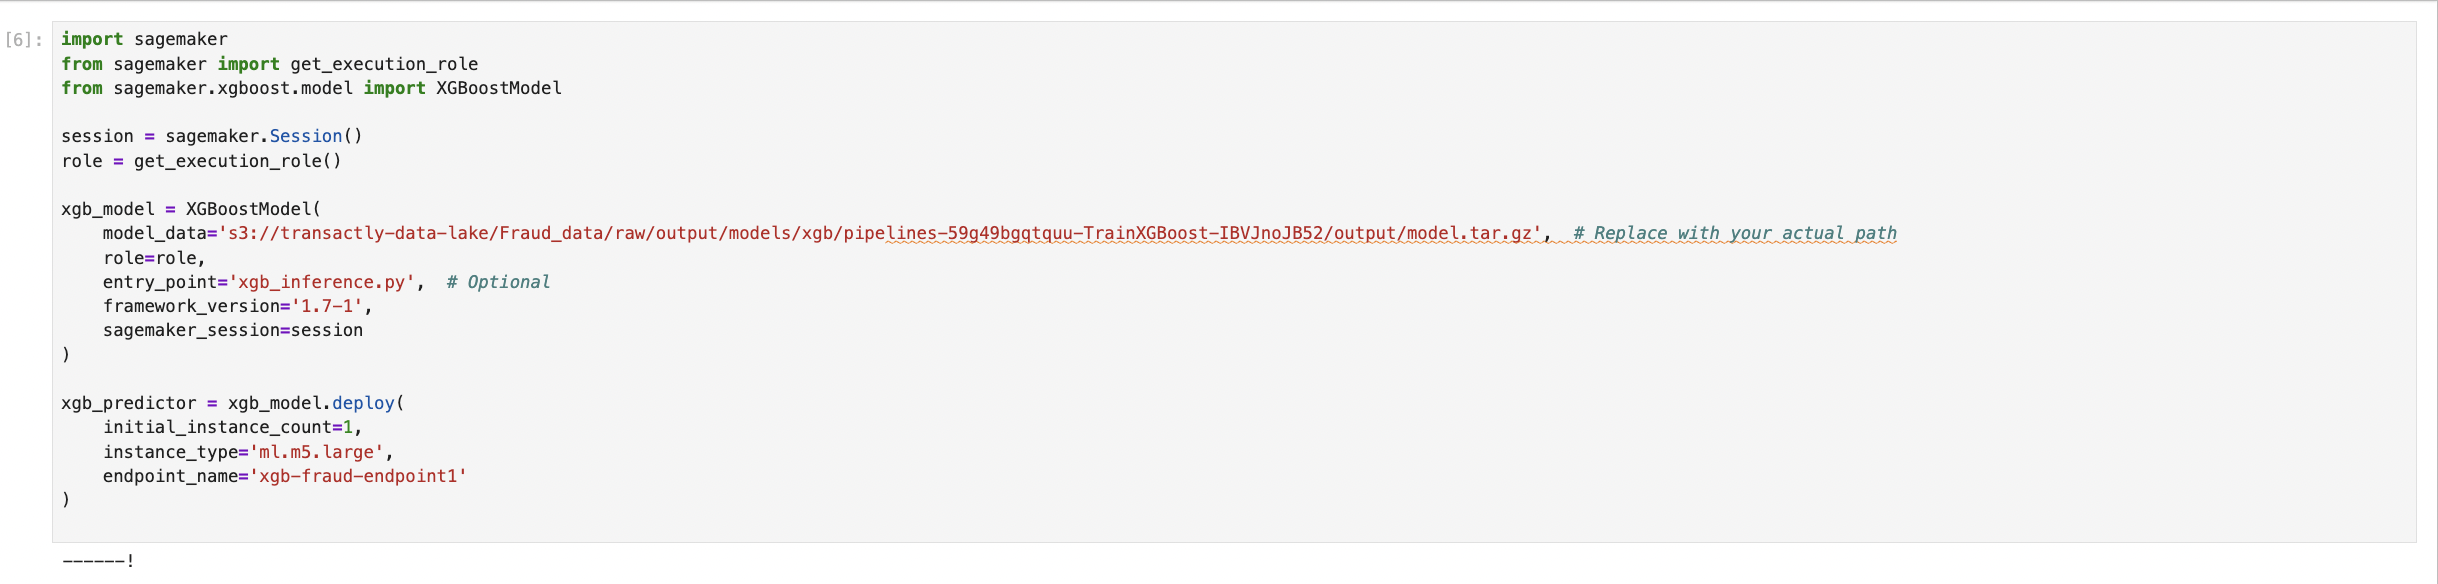 [6]:
import sagemaker
from sagemaker import get_execution_role
from sagemaker.xgboost.model import XGBoostModel
session = sagemaker.Session()
role = get_execution_role()
xgb_model = XGBoostModel(
    model_data='s3://transactly-data-lake/Fraud_data/raw/output/models/xgb/pipelines-59g49bgqtquu-TrainXGBoost-IBVJnoJB52/output/model.tar.gz',  # Replace with your actual path
    role=role,
    entry_point='xgb_inference.py',  # Optional
    framework_version='1.7-1',
    sagemaker_session=session
)
xgb_predictor = xgb_model.deploy(
    initial_instance_count=1,
    instance_type='ml.m5.large',
    endpoint_name='xgb-fraud-endpoint1'
)
------!